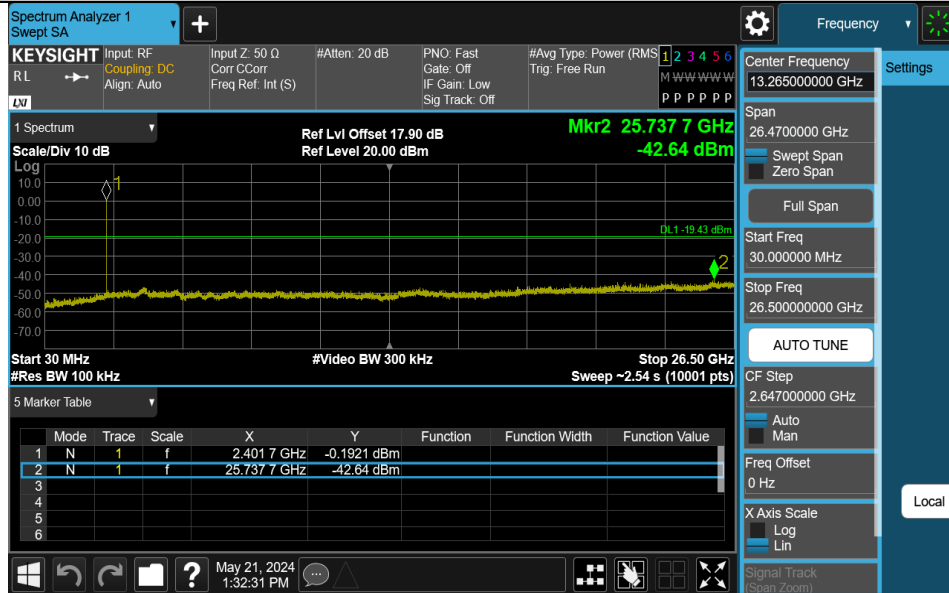 Spectrum Analyzer 1
Swept SA
+
Frequency
KEYSIGHT
RL
LXI
Input: RF
Coupling: DC
Align: Auto
Input Z: 50 Ω
Corr CCorr
Freq Ref: Int (S)
#Atten: 20 dB
PNO: Fast
Gate: Off
IF Gain: Low
Sig Track: Off
#Avg Type: Power (RMS
Trig: Free Run
1 2 3 4 5 6
M W W W W W
P P P P P P
1 Spectrum
Scale/Div 10 dB
Ref Lvl Offset 17.90 dB
Ref Level 20.00 dBm
Mkr2 25.737 7 GHz
-42.64 dBm
Log
10.0
0.00
-10.0
-20.0
-30.0
-40.0
-50.0
-60.0
-70.0
1
DL1 -19.43 dBm
2
Start 30 MHz
#Video BW 300 kHz
Stop 26.50 GHz
#Res BW 100 kHz
Sweep ~2.54 s (10001 pts)
5 Marker Table
Mode Trace Scale X Y Function Function Width Function Value
1 N 1 f 2.401 7 GHz -0.1921 dBm
2 N 1 f 25.737 7 GHz -42.64 dBm
3
4
5
6
?
May 21, 2024
1:32:31 PM
Center Frequency
13.265000000 GHz
Span
26.4700000 GHz
Swept Span
Zero Span
Full Span
Start Freq
30.000000 MHz
Stop Freq
26.500000000 GHz
AUTO TUNE
CF Step
2.647000000 GHz
Auto
Man
Freq Offset
0 Hz
X Axis Scale
Log
Lin
Signal Track
(Span Zoom)
Settings
Local